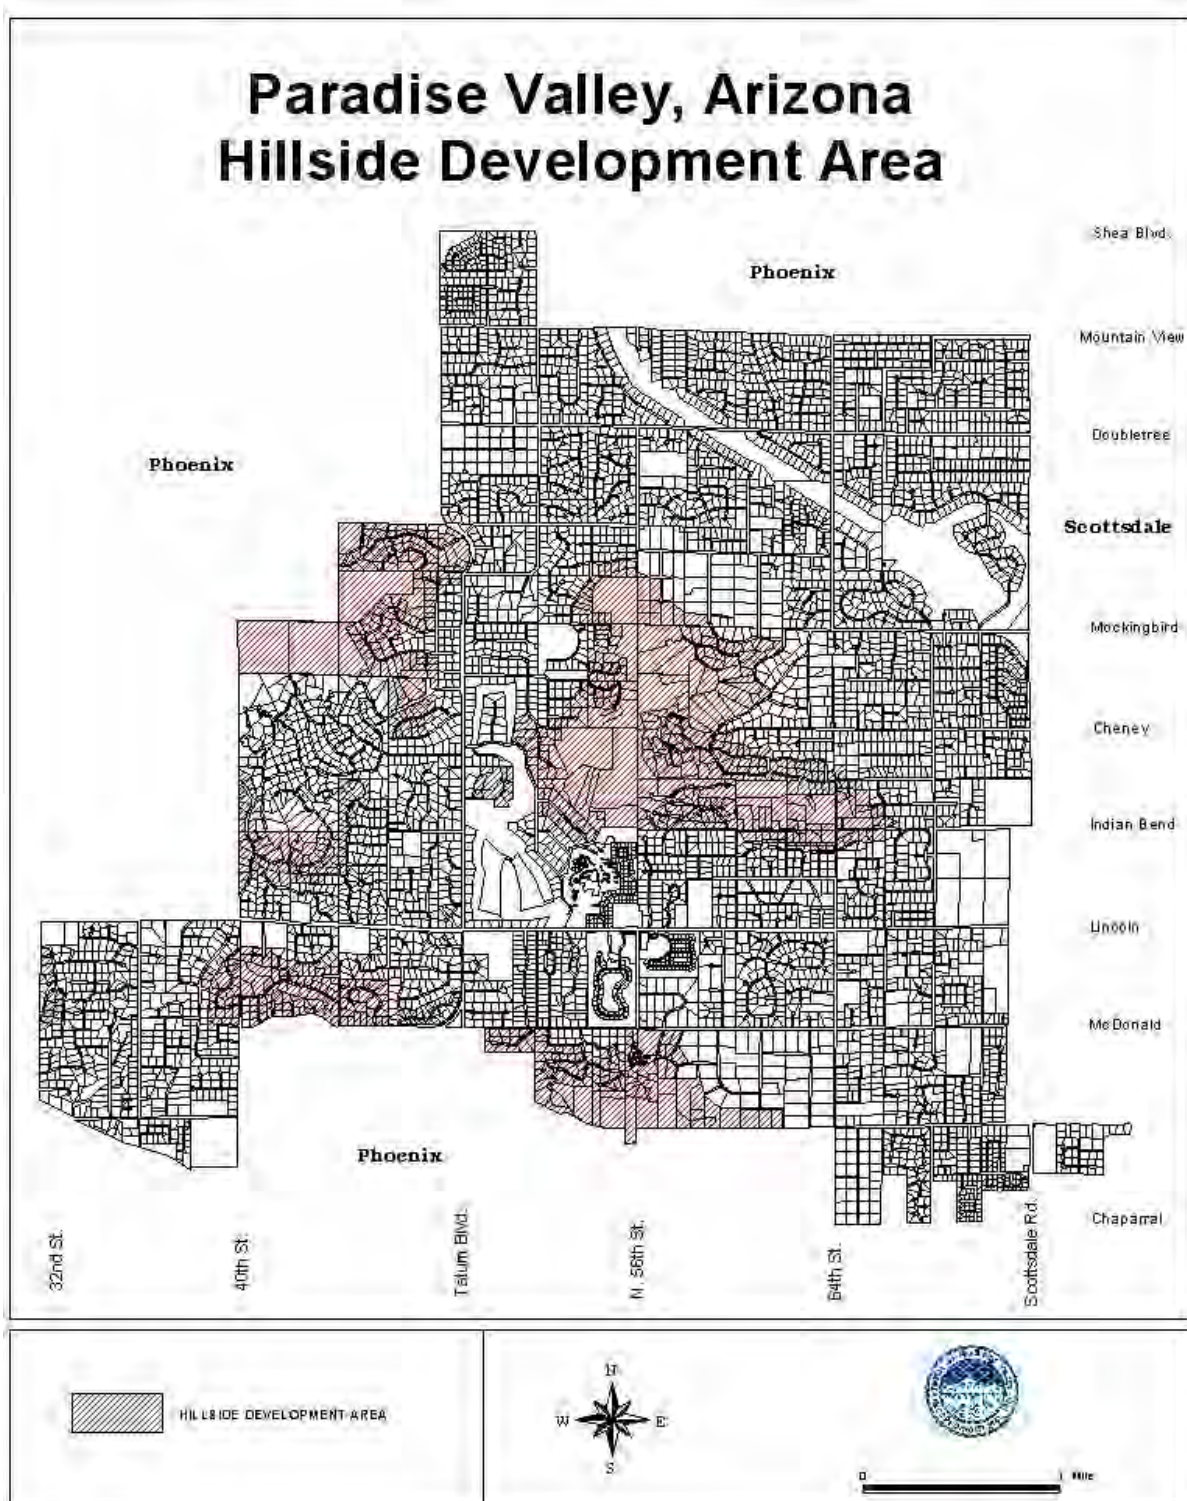 Paradise Valley, Arizona
Hillside Development Area
Shea Blvd.
Phoenix
Mountain View
Doubletree
Phoenix
Scottsdale
Mockingbird
Cheney
Indian Bend
Lincoln
McDonald
Phoenix
Chaparral
32nd St.
40th St.
Tatum Blvd.
N. 56th St.
64th St.
Scottsdale Rd.
HILLSIDE DEVELOPMENT AREA
N
W E
S
0 1 Mile